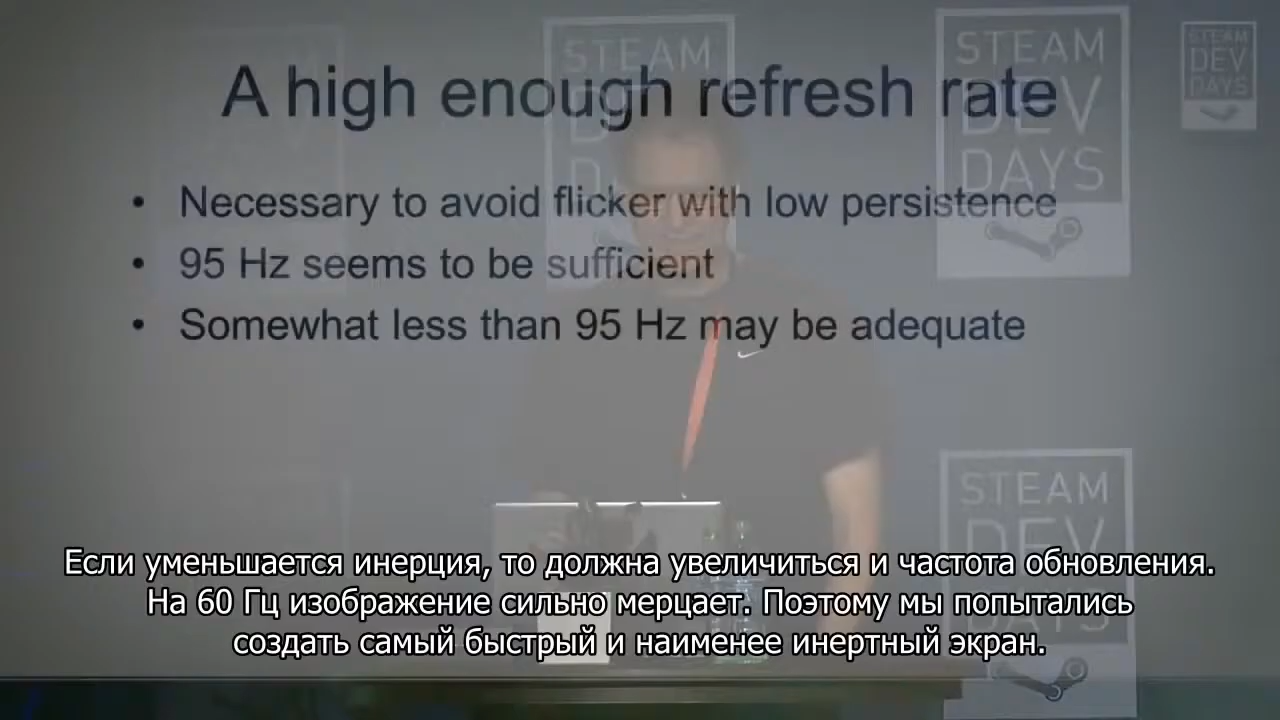 STEAM
DEV
DAYS
STEAM
D
D
STEAM
DEV
DAYS
A high enough refresh rate
• Necessary to avoid flicker with low persistence
• 95 Hz seems to be sufficient
• Somewhat less than 95 Hz may be adequate
STEAM
DEV
DAYS
Если уменьшается инерция, то должна увеличиться и частота обновления.
На 60 Гц изображение сильно мерцает. Поэтому мы попытались
создать самый быстрый и наименее инертный экран.